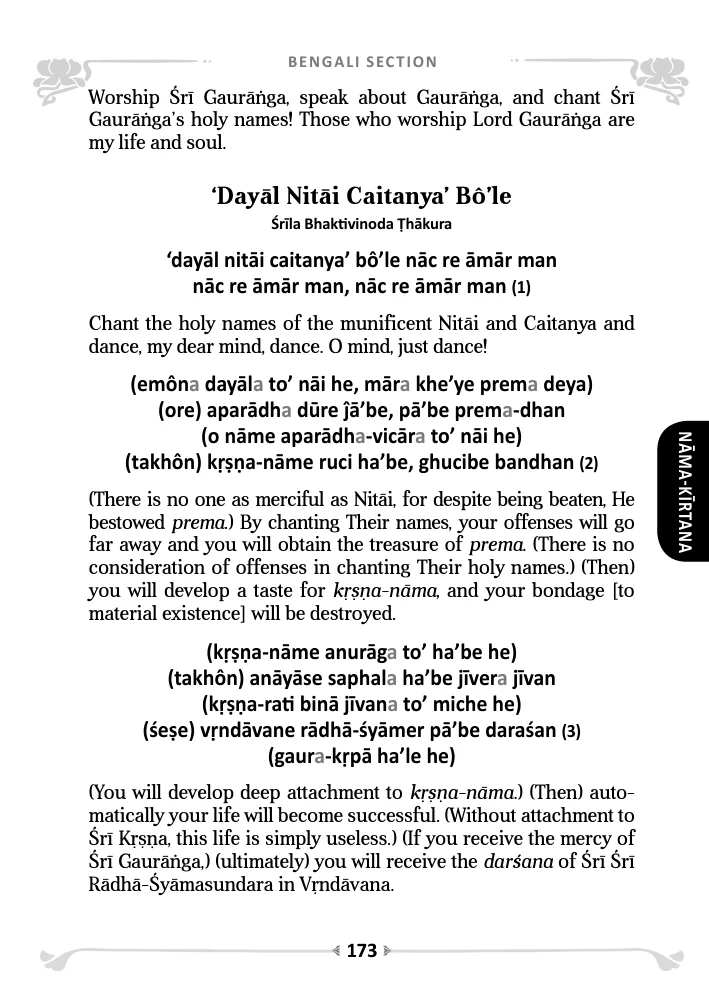 BENGALI SECTION
Worship Śrī Gaurāṅga, speak about Gaurāṅga, and chant Śrī
Gaurāṅga's holy names! Those who worship Lord Gaurāṅga are
my life and soul.
‘Dayāl Nitāi Caitanya’ Bô’le
Śrīla Bhaktivinoda Ṭhākura
‘dayāl nitāi caitanya’ bô’le nāc re āmār man
nāc re āmār man, nāc re āmār man (1)
Chant the holy names of the munificent Nitāi and Caitanya and
dance, my dear mind, dance. O mind, just dance!
(emôna dayāla to’ nāi he, māra khe’ye prema deya)
(ore) aparādha dūre ĵā’be, pā’be prema-dhan
(o nāme aparādha-vicāra to’ nāi he)
(takhôn) kṛṣṇa-nāme ruci ha’be, ghucibe bandhan (2)
NĀMA-KĪRTANA
(There is no one as merciful as Nitāi, for despite being beaten, He
bestowed prema.) By chanting Their names, your offenses will go
far away and you will obtain the treasure of prema. (There is no
consideration of offenses in chanting Their holy names.) (Then)
you will develop a taste for kṛṣṇa-nāma, and your bondage [to
material existence] will be destroyed.
(kṛṣṇa-nāme anurāga to’ ha’be he)
(takhôn) anāyāse saphala ha’be jīvera jīvan
(kṛṣṇa-rati binā jīvana to’ miche he)
(śeṣe) vṛndāvane rādhā-śyāmer pā’be daraśan (3)
(gaura-kṛpā ha’le he)
(You will develop deep attachment to kṛṣṇa-nāma.) (Then) auto-
matically your life will become successful. (Without attachment to
Śrī Kṛṣṇa, this life is simply useless.) (If you receive the mercy of
Śrī Gaurāṅga,) (ultimately) you will receive the darśana of Śrī Śrī
Rādhā-Śyāmasundara in Vṛndāvana.
173